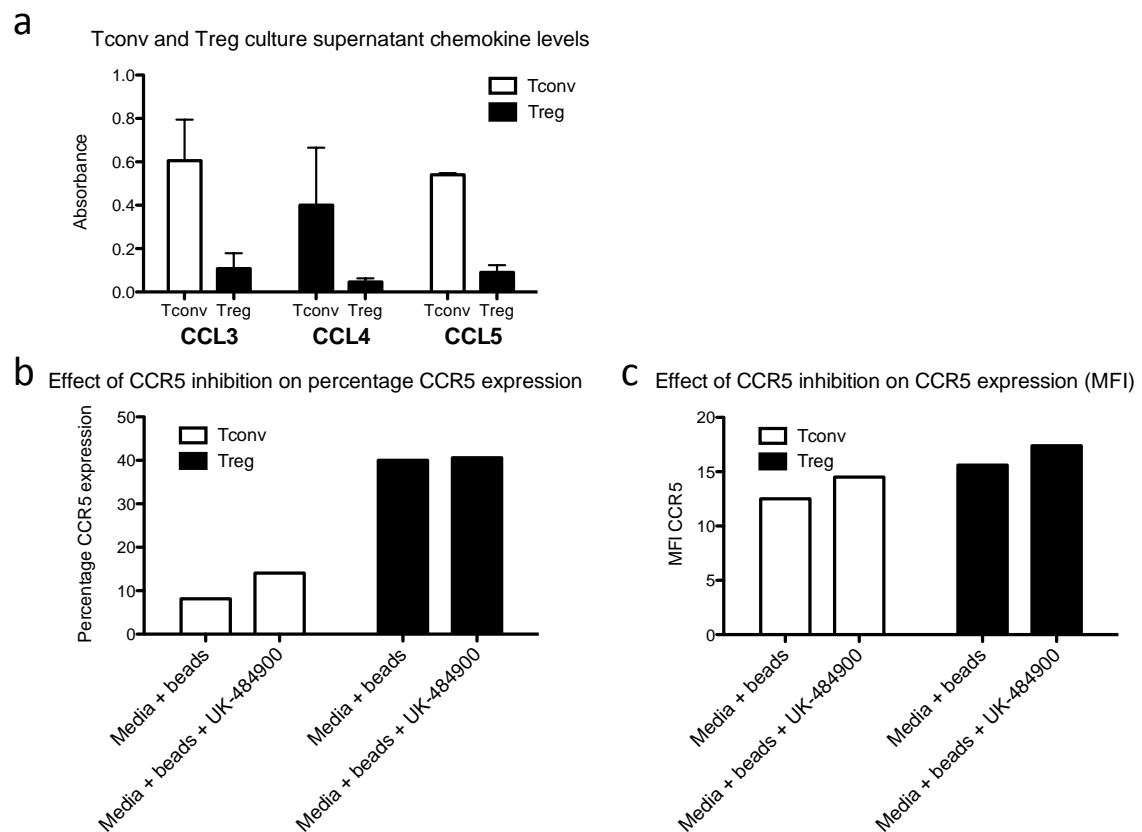 a
Tconv and Treg culture supernatant chemokine levels
1.0
0.8
0.6
0.4
0.2
0.0
Absorbance
Tconv
Treg
Tconv Treg Tconv Treg Tconv Treg
CCL3 CCL4 CCL5
b
Effect of CCR5 inhibition on percentage CCR5 expression
50
40
30
20
10
0
Percentage CCR5 expression
Tconv
Treg
Media + beads
Media + beads + UK-484900
Media + beads
Media + beads + UK-484900
c
Effect of CCR5 inhibition on CCR5 expression (MFI)
20
15
10
5
0
MFI CCR5
Tconv
Treg
Media + beads
Media + beads + UK-484900
Media + beads
Media + beads + UK-484900